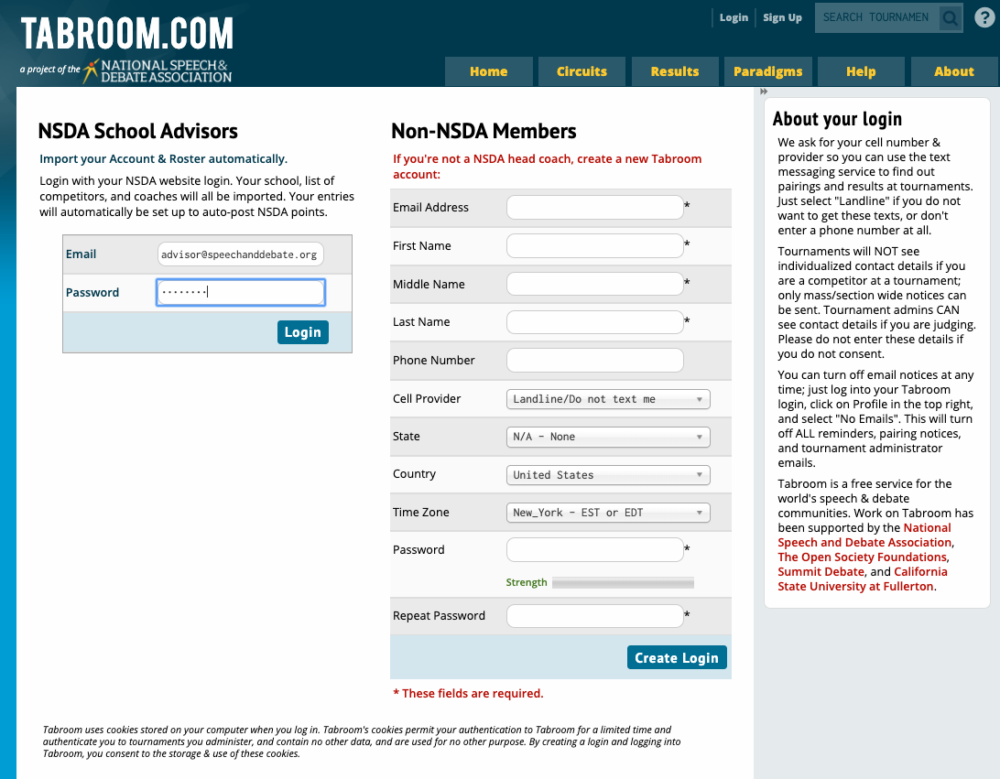 TABROOM.COM
a project of the NATIONAL SPEECH & DEBATE ASSOCIATION
Login Sign Up SEARCH TOURNAMEN ?
Home Circuits Results Paradigms Help About
NSDA School Advisors
Import your Account & Roster automatically.
Login with your NSDA website login. Your school, list of
competitors, and coaches will all be imported. Your entries
will automatically be set up to auto-post NSDA points.
Email advisor@speechanddebate.org
Password ········
Login
Non-NSDA Members
If you're not a NSDA head coach, create a new Tabroom
account:
Email Address *
First Name *
Middle Name *
Last Name *
Phone Number
Cell Provider Landline/Do not text me
State N/A - None
Country United States
Time Zone New_York - EST or EDT
Password *
Strength
Repeat Password *
Create Login
* These fields are required.
Tabroom uses cookies stored on your computer when you log in. Tabroom's cookies permit your authentication to Tabroom for a limited time and
authenticate you to tournaments you administer, and contain no other data, and are used for no other purpose. By creating a login and logging into
Tabroom, you consent to the storage & use of these cookies.
About your login
We ask for your cell number &
provider so you can use the text
messaging service to find out
pairings and results at tournaments.
Just select "Landline" if you do not
want to get these texts, or don't
enter a phone number at all.
Tournaments will NOT see
individualized contact details if you
are a competitor at a tournament;
only mass/section wide notices can
be sent. Tournament admins CAN
see contact details if you are judging.
Please do not enter these details if
you do not consent.
You can turn off email notices at any
time; just log into your Tabroom
login, click on Profile in the top right,
and select "No Emails". This will turn
off ALL reminders, pairing notices,
and tournament administrator
emails.
Tabroom is a free service for the
world's speech & debate
communities. Work on Tabroom has
been supported by the National
Speech and Debate Association,
The Open Society Foundations,
Summit Debate, and California
State University at Fullerton.